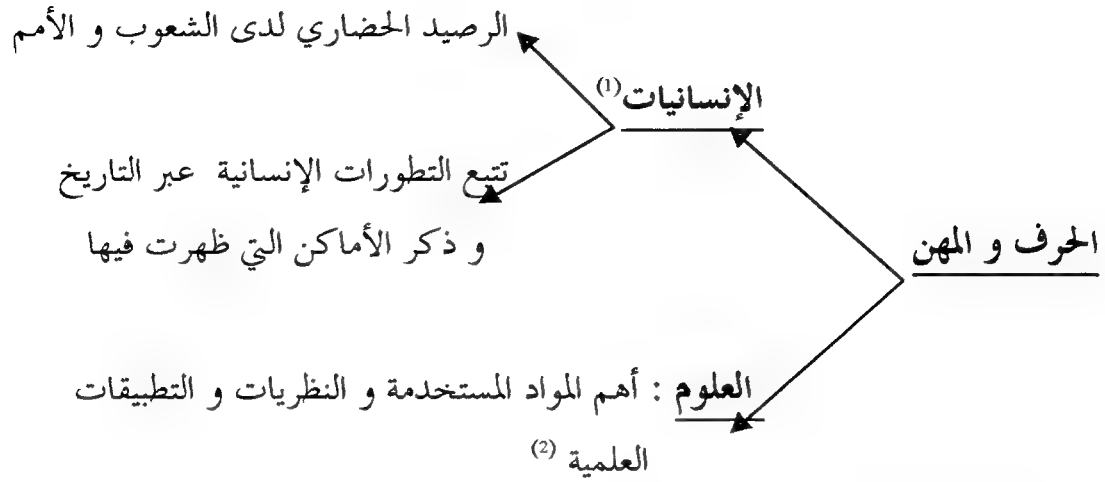 الرصيد الحضاري لدى الشعوب و الأمم
الإنسانيات(1)
تتبع التطورات الإنسانية عبر التاريخ
و ذكر الأماكن التي ظهرت فيها
الحرف و المهن
العلوم : أهم المواد المستخدمة و النظريات و التطبيقات
العلمية (2)